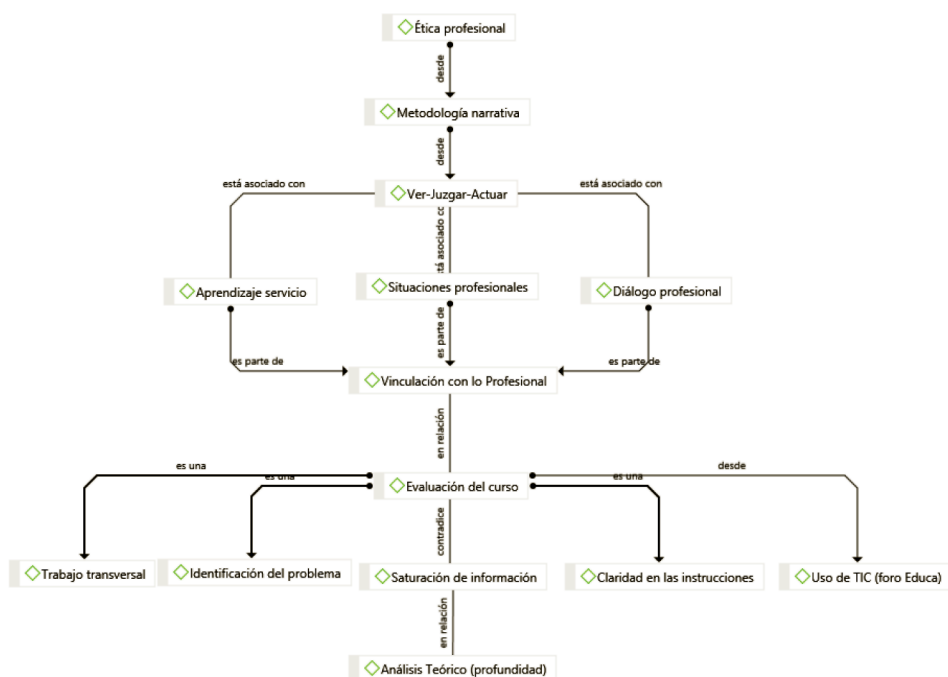 Ética profesional
desde
Metodología narrativa
desde
está asociado con
está asociado con
Ver-Juzgar-Actuar
está asociado co
Aprendizaje servicio
Situaciones profesionales
Diálogo profesional
es parte de
es parte de
es parte de
Vinculación con lo Profesional
en relación
es una
desde
es una
es una
Evaluación del curso
contradice
Trabajo transversal
Identificación del problema
Saturación de información
Claridad en las instrucciones
Uso de TIC (foro Educa)
en relación
Análisis Teórico (profundidad)